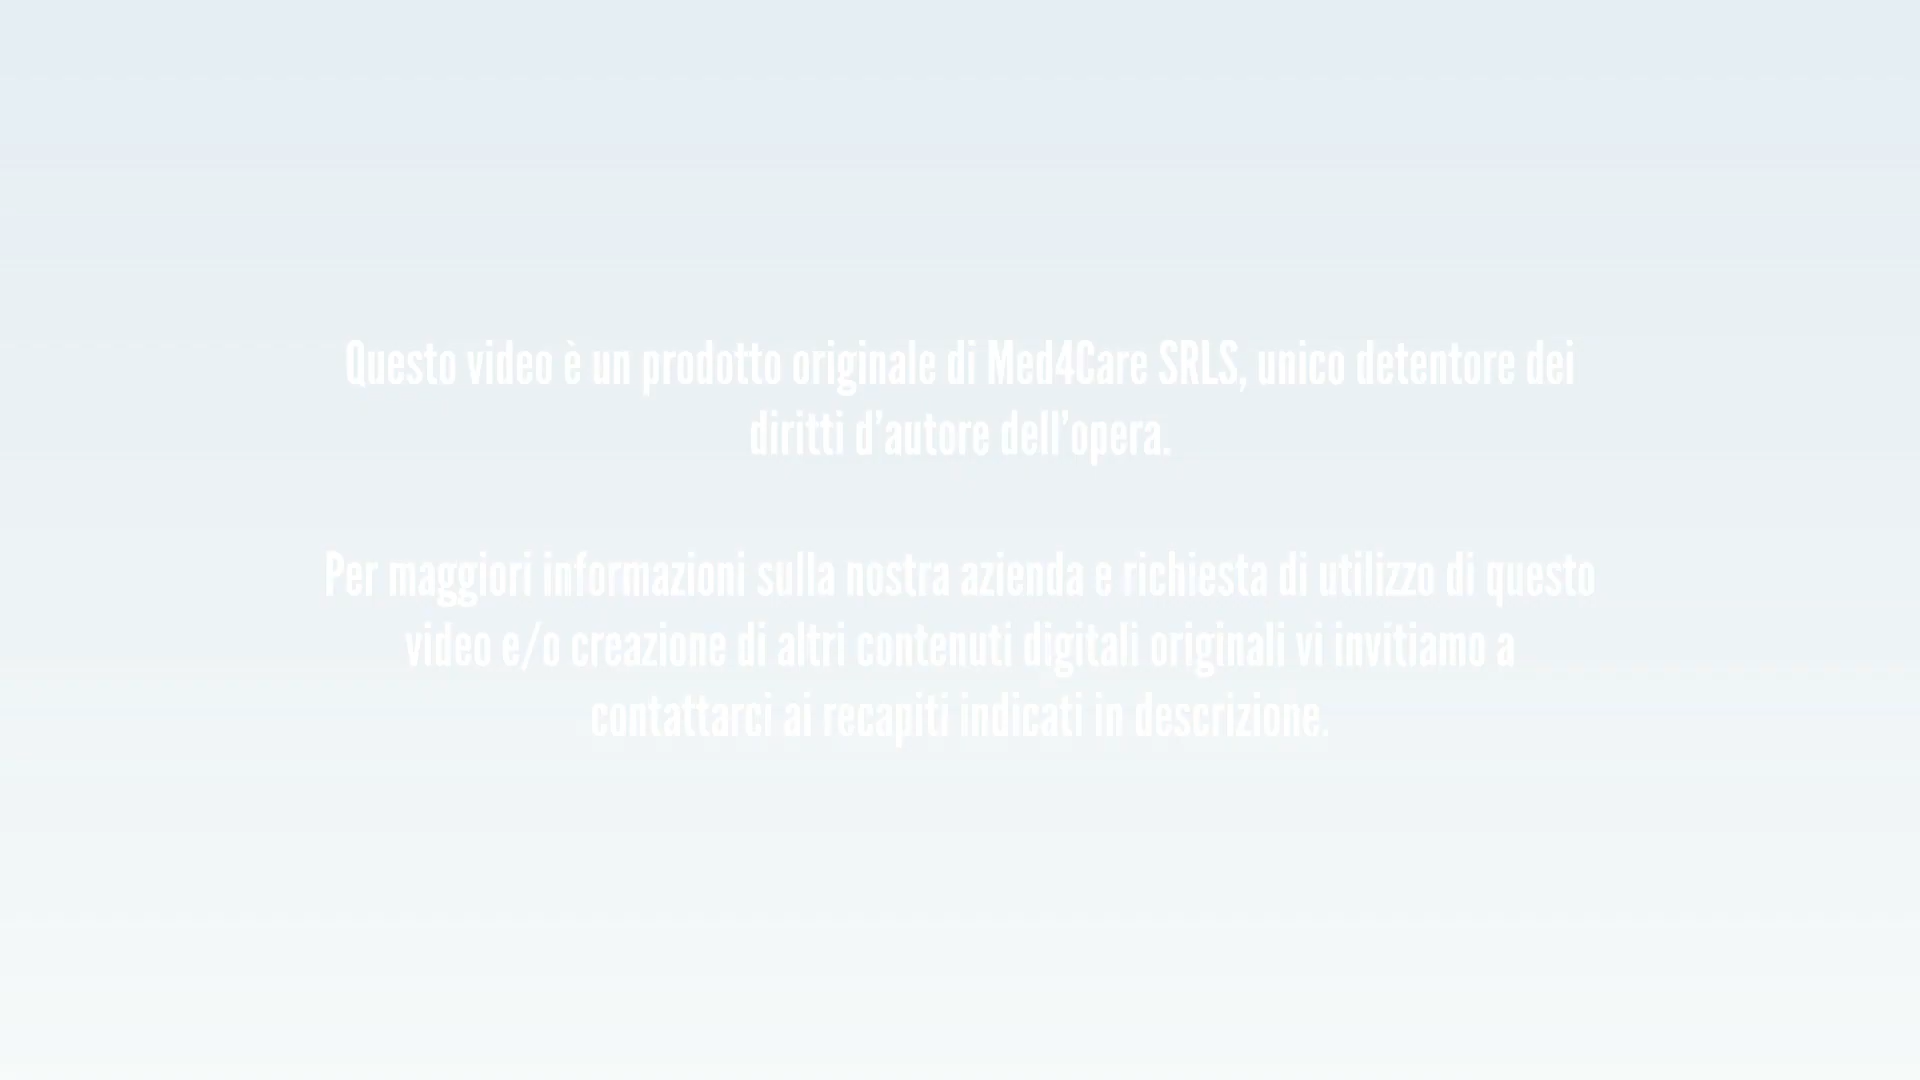 Questo video è un prodotto originale di Med4Care SRLS, unico detentore dei
diritti d'autore dell'opera.
Per maggiori informazioni sulla nostra azienda e richiesta di utilizzo di questo
video e/o creazione di altri contenuti digitali originali vi invitiamo a
contattarci ai recapiti indicati in descrizione.